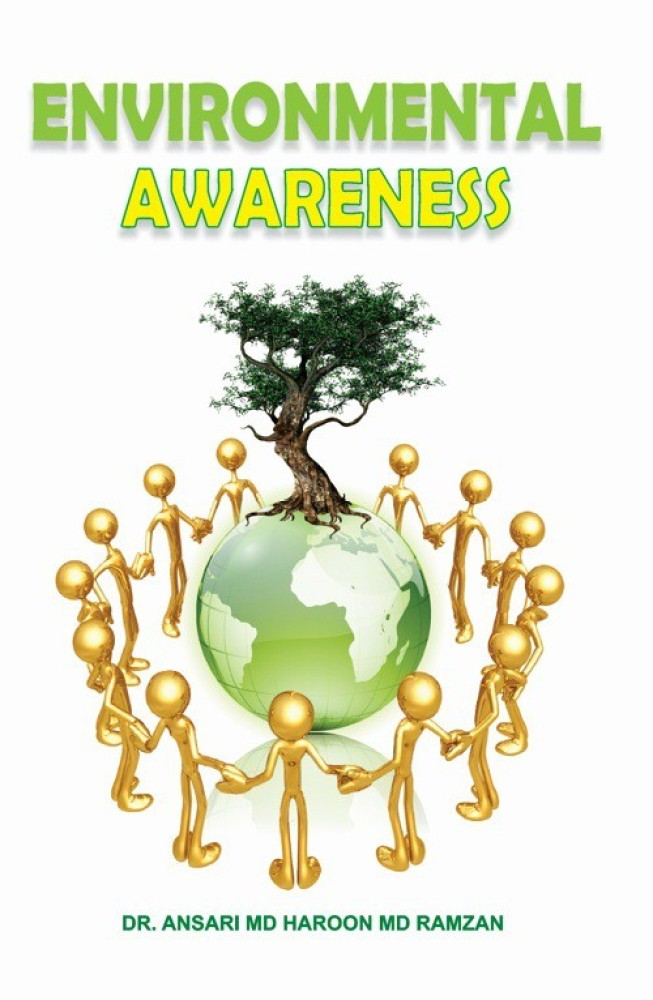 ENVIRONMENTAL
AWARENESS
DR. ANSARI MD HAROON MD RAMZAN